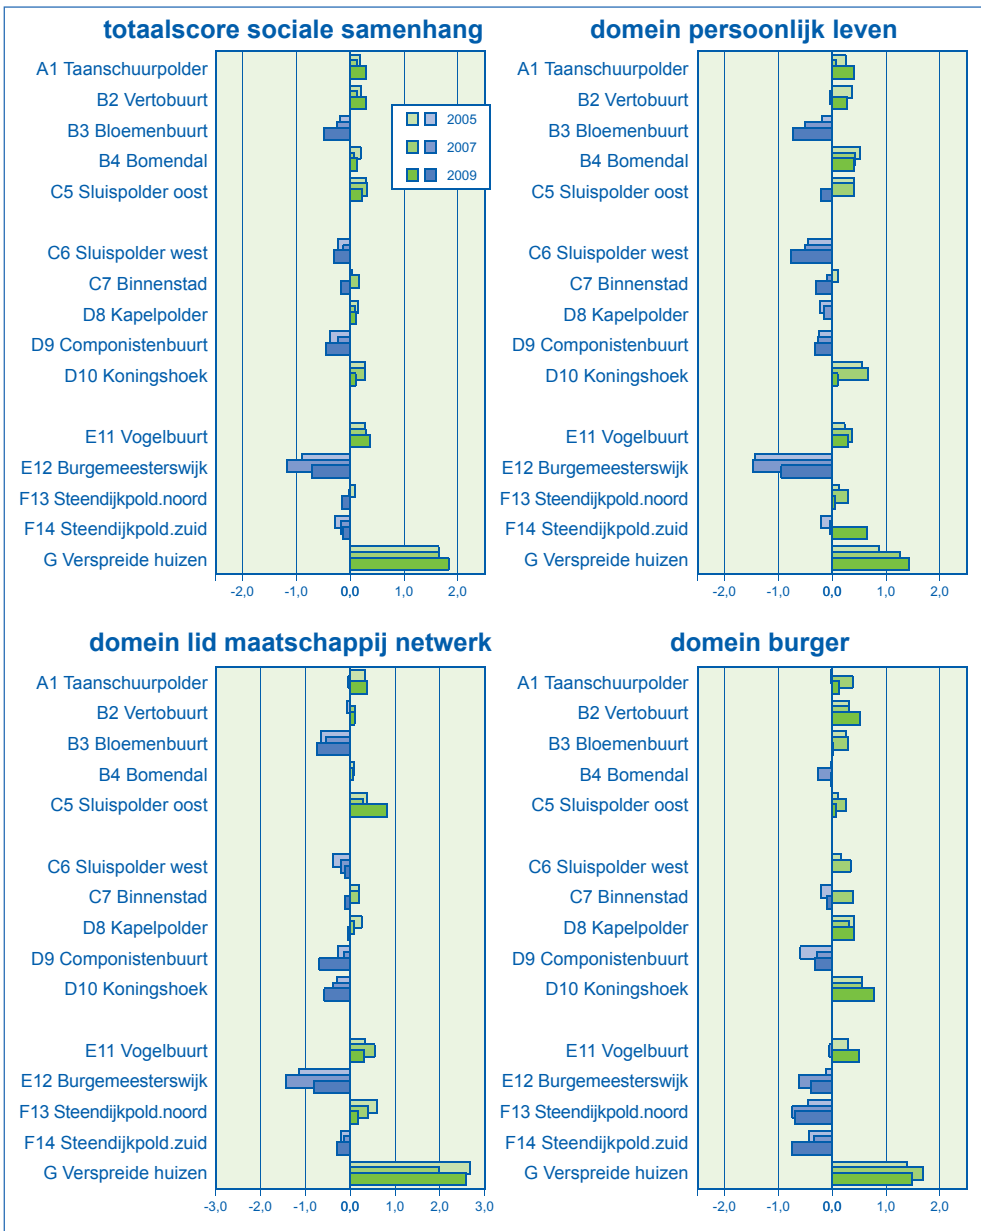 totaalscore sociale samenhang
A1 Taanschuurpolder
B2 Vertobuurt
B3 Bloemenbuurt
B4 Bomendal
C5 Sluispolder oost
C6 Sluispolder west
C7 Binnenstad
D8 Kapelpolder
D9 Componistenbuurt
D10 Koningshoek
E11 Vogelbuurt
E12 Burgemeesterswijk
F13 Steendijkpold.noord
F14 Steendijkpold.zuid
G Verspreide huizen
-2,0 -1,0 0,0 1,0 2,0
2005
2007
2009
domein persoonlijk leven
A1 Taanschuurpolder
B2 Vertobuurt
B3 Bloemenbuurt
B4 Bomendal
C5 Sluispolder oost
C6 Sluispolder west
C7 Binnenstad
D8 Kapelpolder
D9 Componistenbuurt
D10 Koningshoek
E11 Vogelbuurt
E12 Burgemeesterswijk
F13 Steendijkpold.noord
F14 Steendijkpold.zuid
G Verspreide huizen
-2,0 -1,0 0,0 1,0 2,0
domein lid maatschappij netwerk
A1 Taanschuurpolder
B2 Vertobuurt
B3 Bloemenbuurt
B4 Bomendal
C5 Sluispolder oost
C6 Sluispolder west
C7 Binnenstad
D8 Kapelpolder
D9 Componistenbuurt
D10 Koningshoek
E11 Vogelbuurt
E12 Burgemeesterswijk
F13 Steendijkpold.noord
F14 Steendijkpold.zuid
G Verspreide huizen
-3,0 -2,0 -1,0 0,0 1,0 2,0 3,0
domein burger
A1 Taanschuurpolder
B2 Vertobuurt
B3 Bloemenbuurt
B4 Bomendal
C5 Sluispolder oost
C6 Sluispolder west
C7 Binnenstad
D8 Kapelpolder
D9 Componistenbuurt
D10 Koningshoek
E11 Vogelbuurt
E12 Burgemeesterswijk
F13 Steendijkpold.noord
F14 Steendijkpold.zuid
G Verspreide huizen
-2,0 -1,0 0,0 1,0 2,0